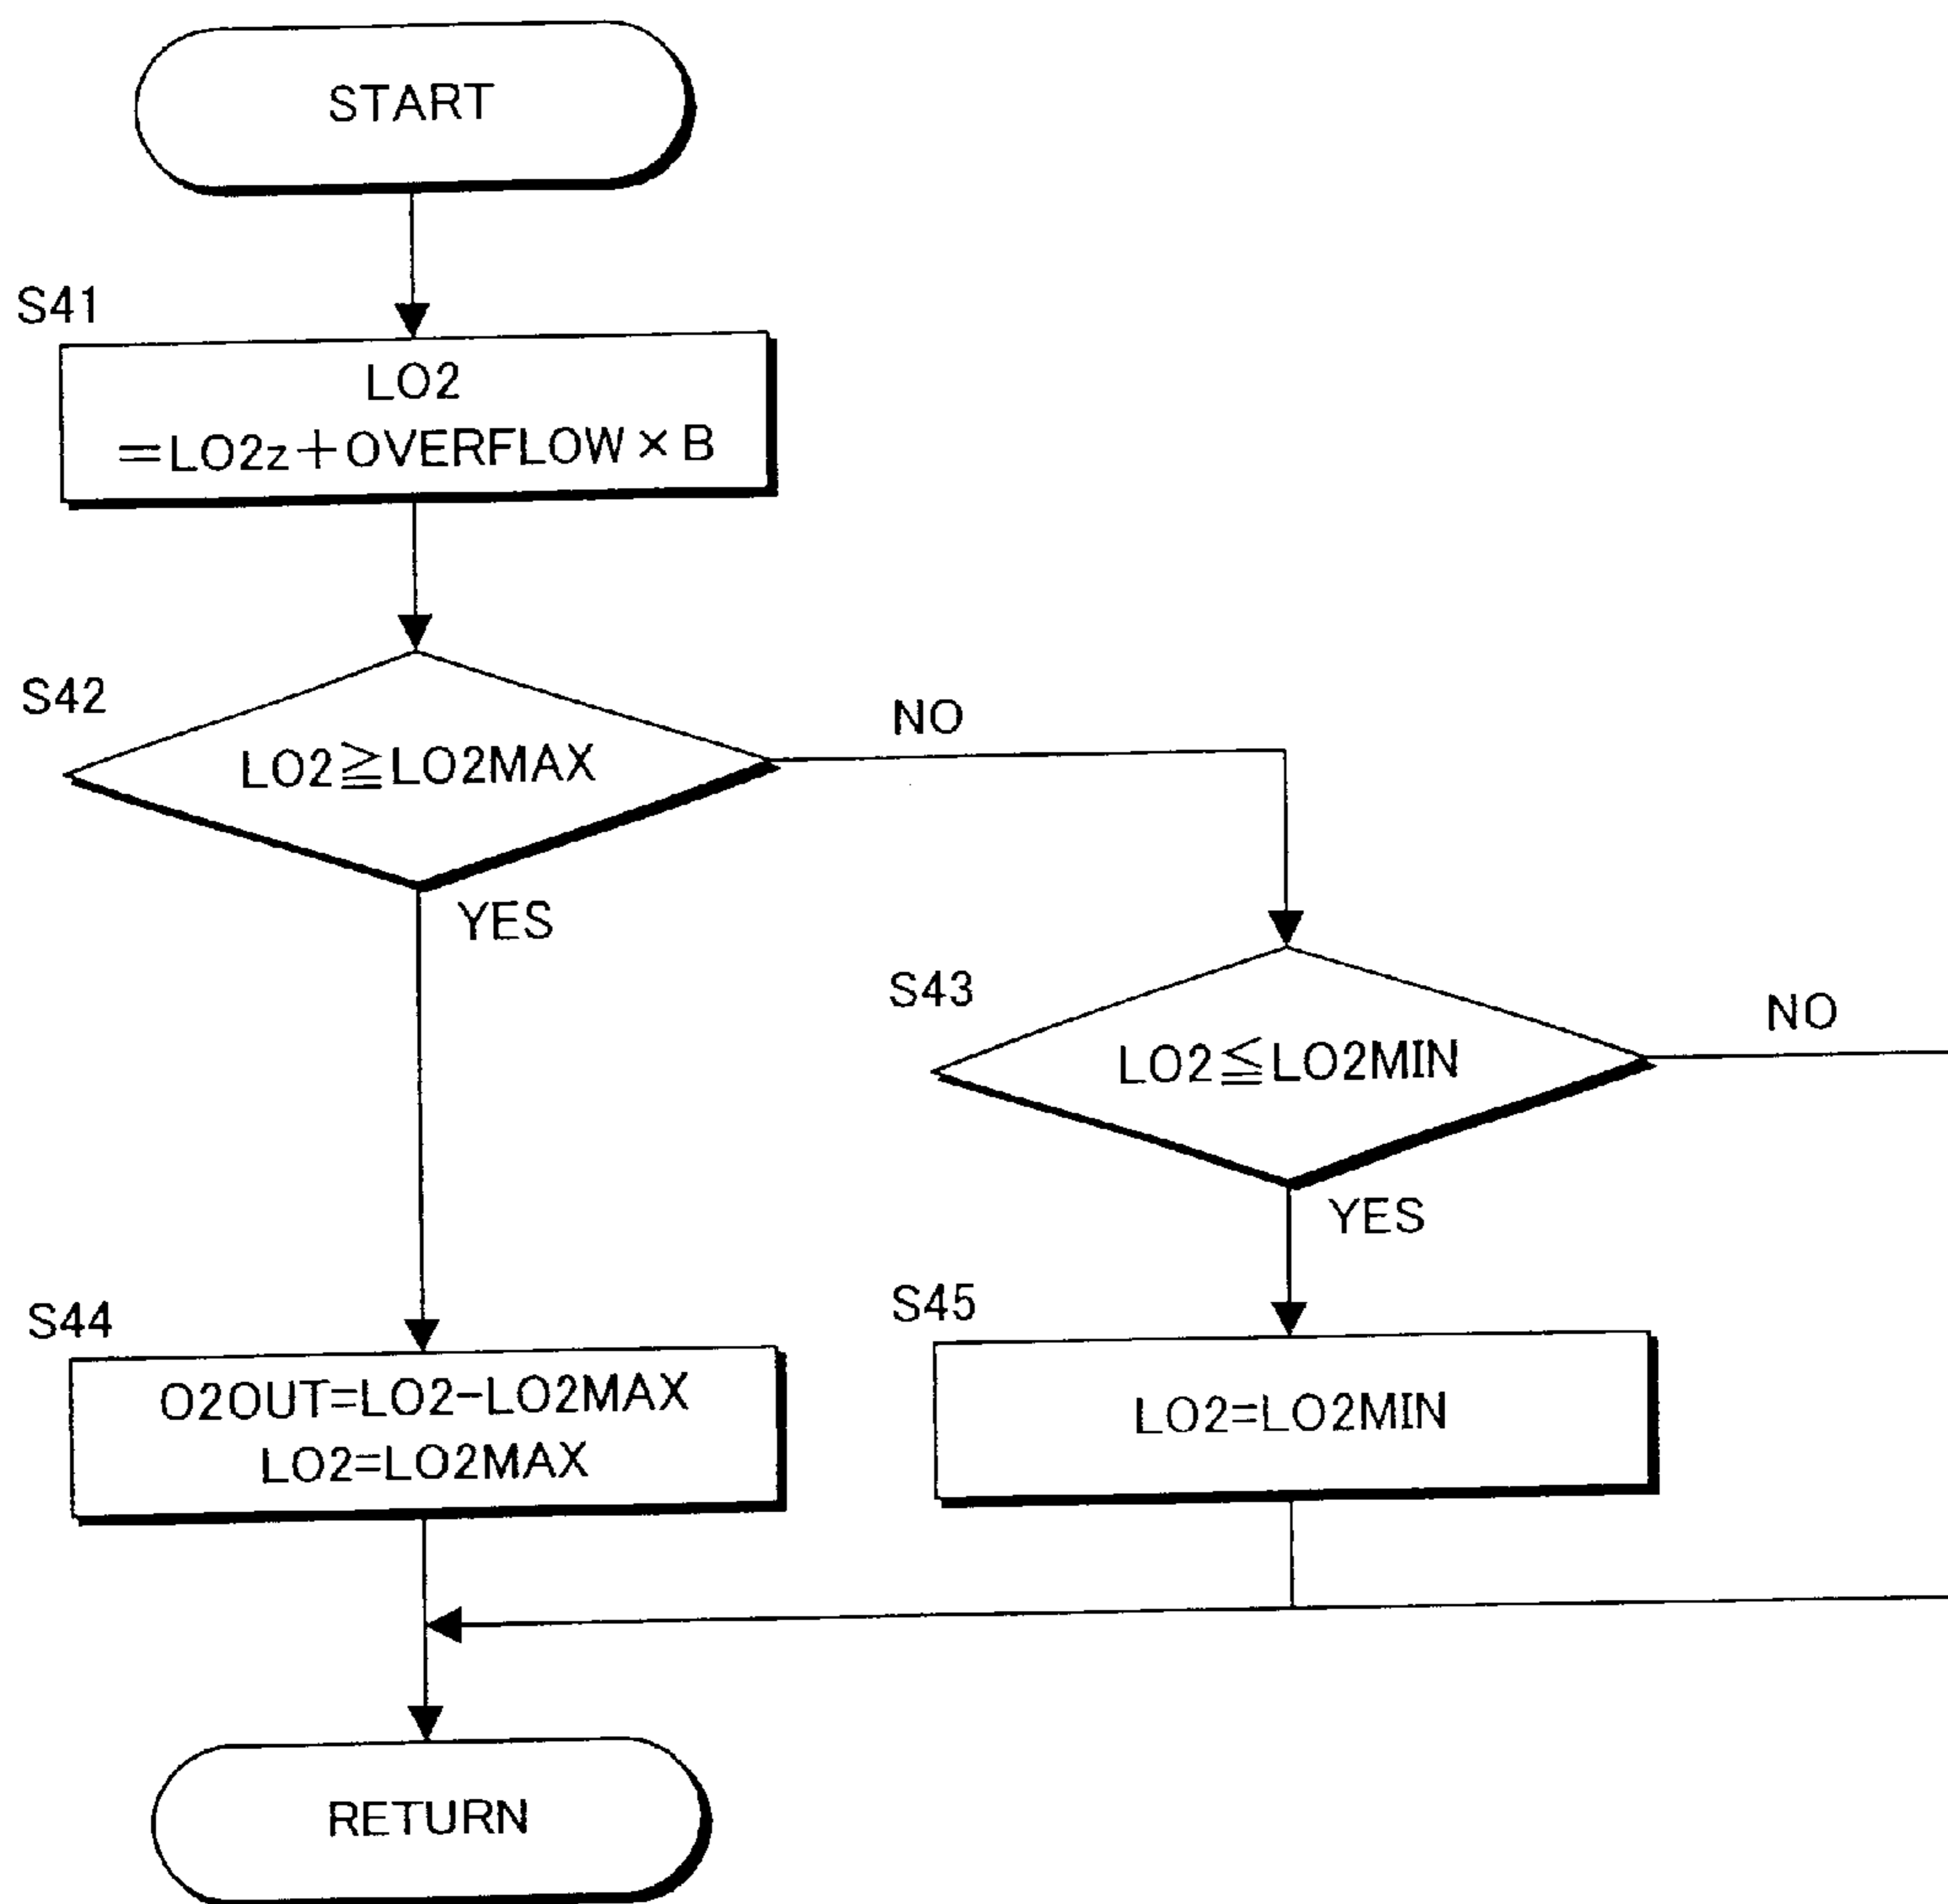 START
S41
LO2
=LO2z+OVERFLOW×B
S42
LO2≧LO2MAX
NO
YES
S43
LO2≦LO2MIN
NO
YES
S44
O2OUT=LO2-LO2MAX
LO2=LO2MAX
S45
LO2=LO2MIN
RETURN